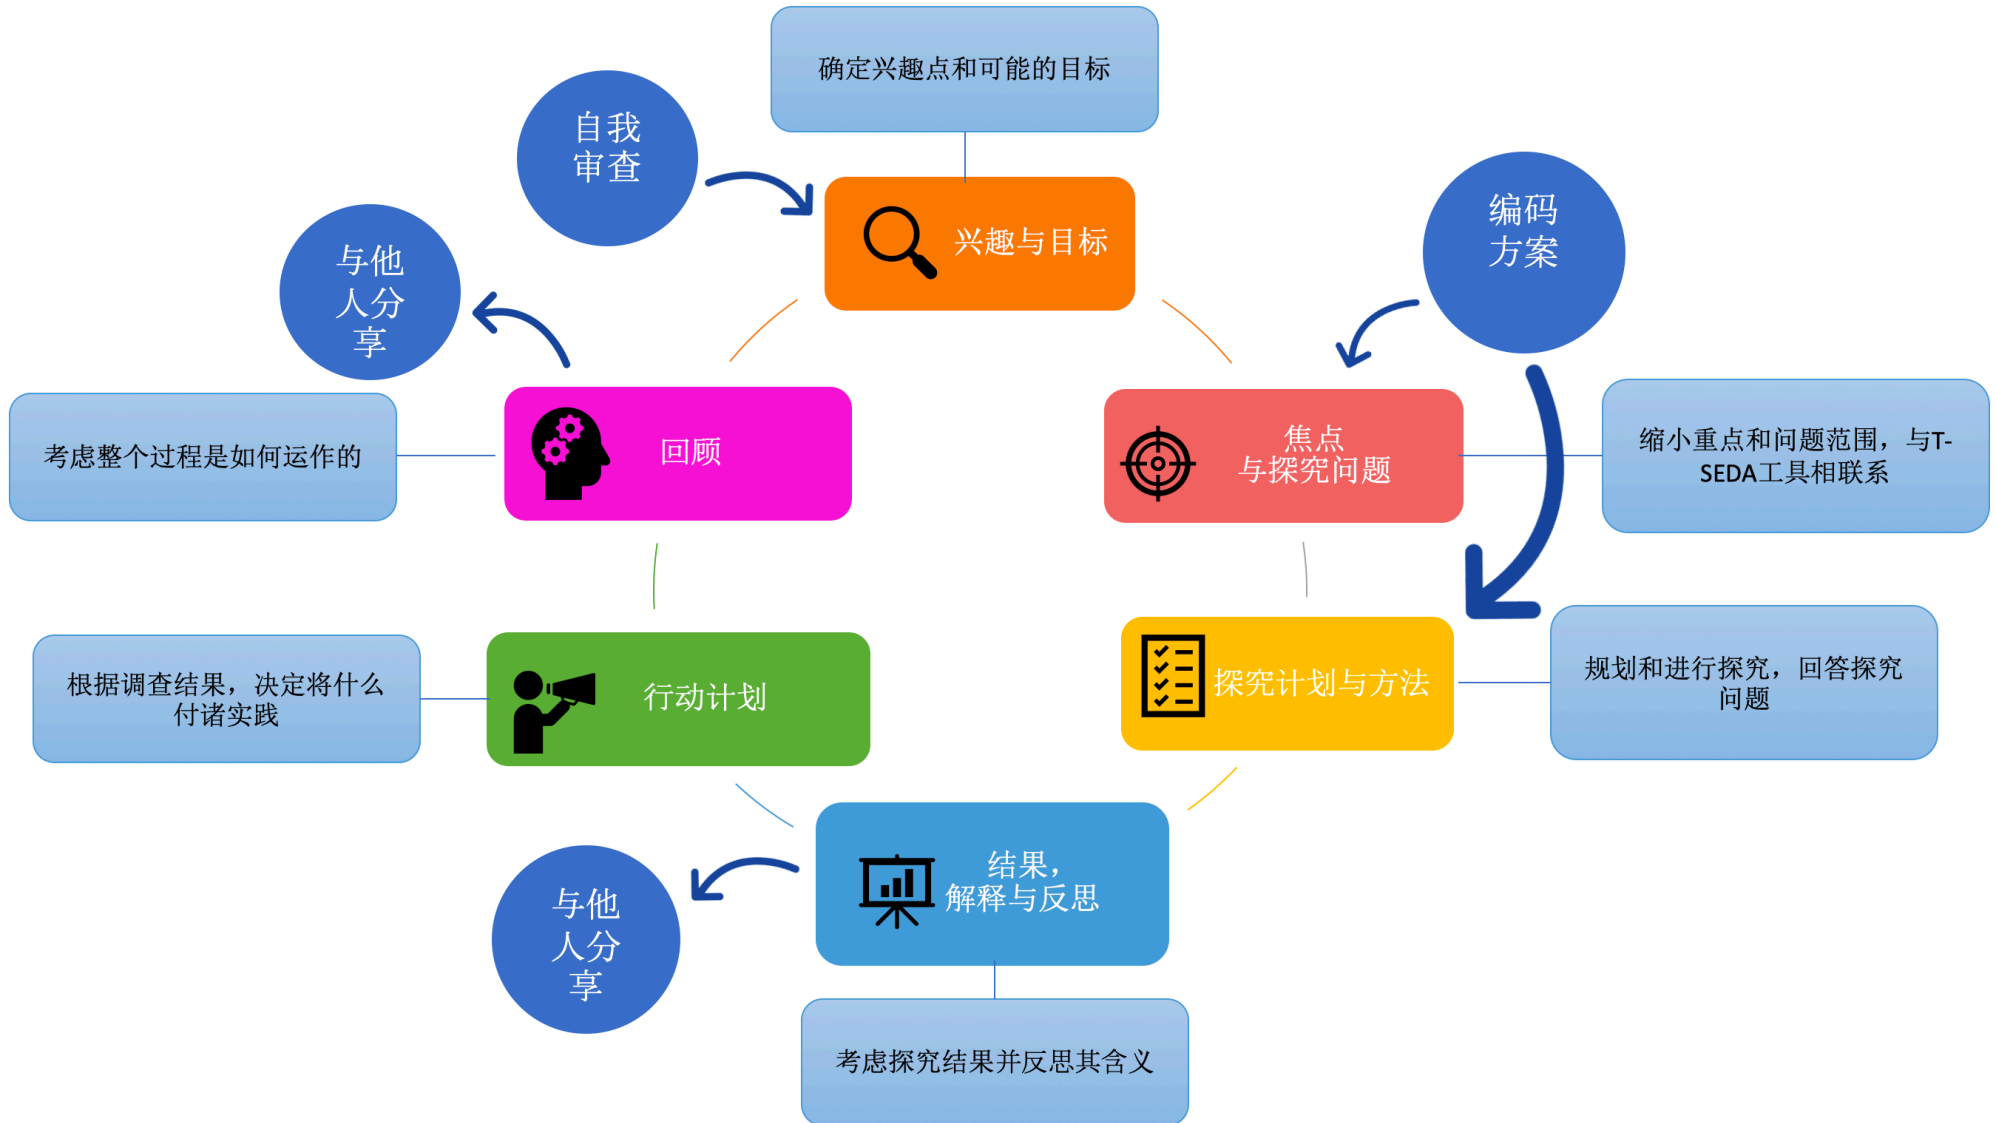 确定兴趣点和可能的目标
自我
审查
兴趣与目标
编码
方案
与他
人分
享
回顾
考虑整个过程是如何运作的
焦点
与探究问题
缩小重点和问题范围，与T-
SEDA工具相联系
根据调查结果，决定将什么
付诸实践
行动计划
探究计划与方法
规划和进行探究，回答探究
问题
结果，
解释与反思
与他
人分
享
考虑探究结果并反思其含义